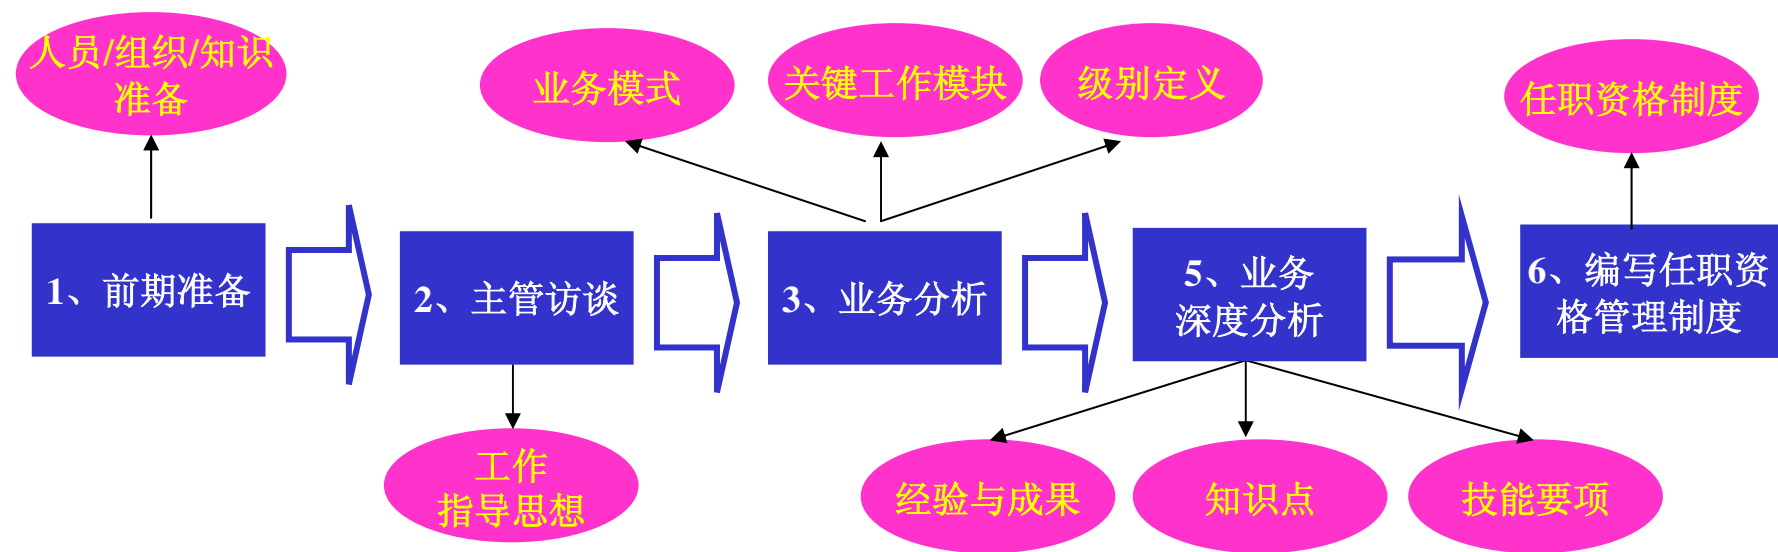 人员/组织/知识
准备
业务模式
关键工作模块
级别定义
任职资格制度
1、前期准备
2、主管访谈
3、业务分析
5、业务
深度分析
6、编写任职资
格管理制度
工作
指导思想
经验与成果
知识点
技能要项